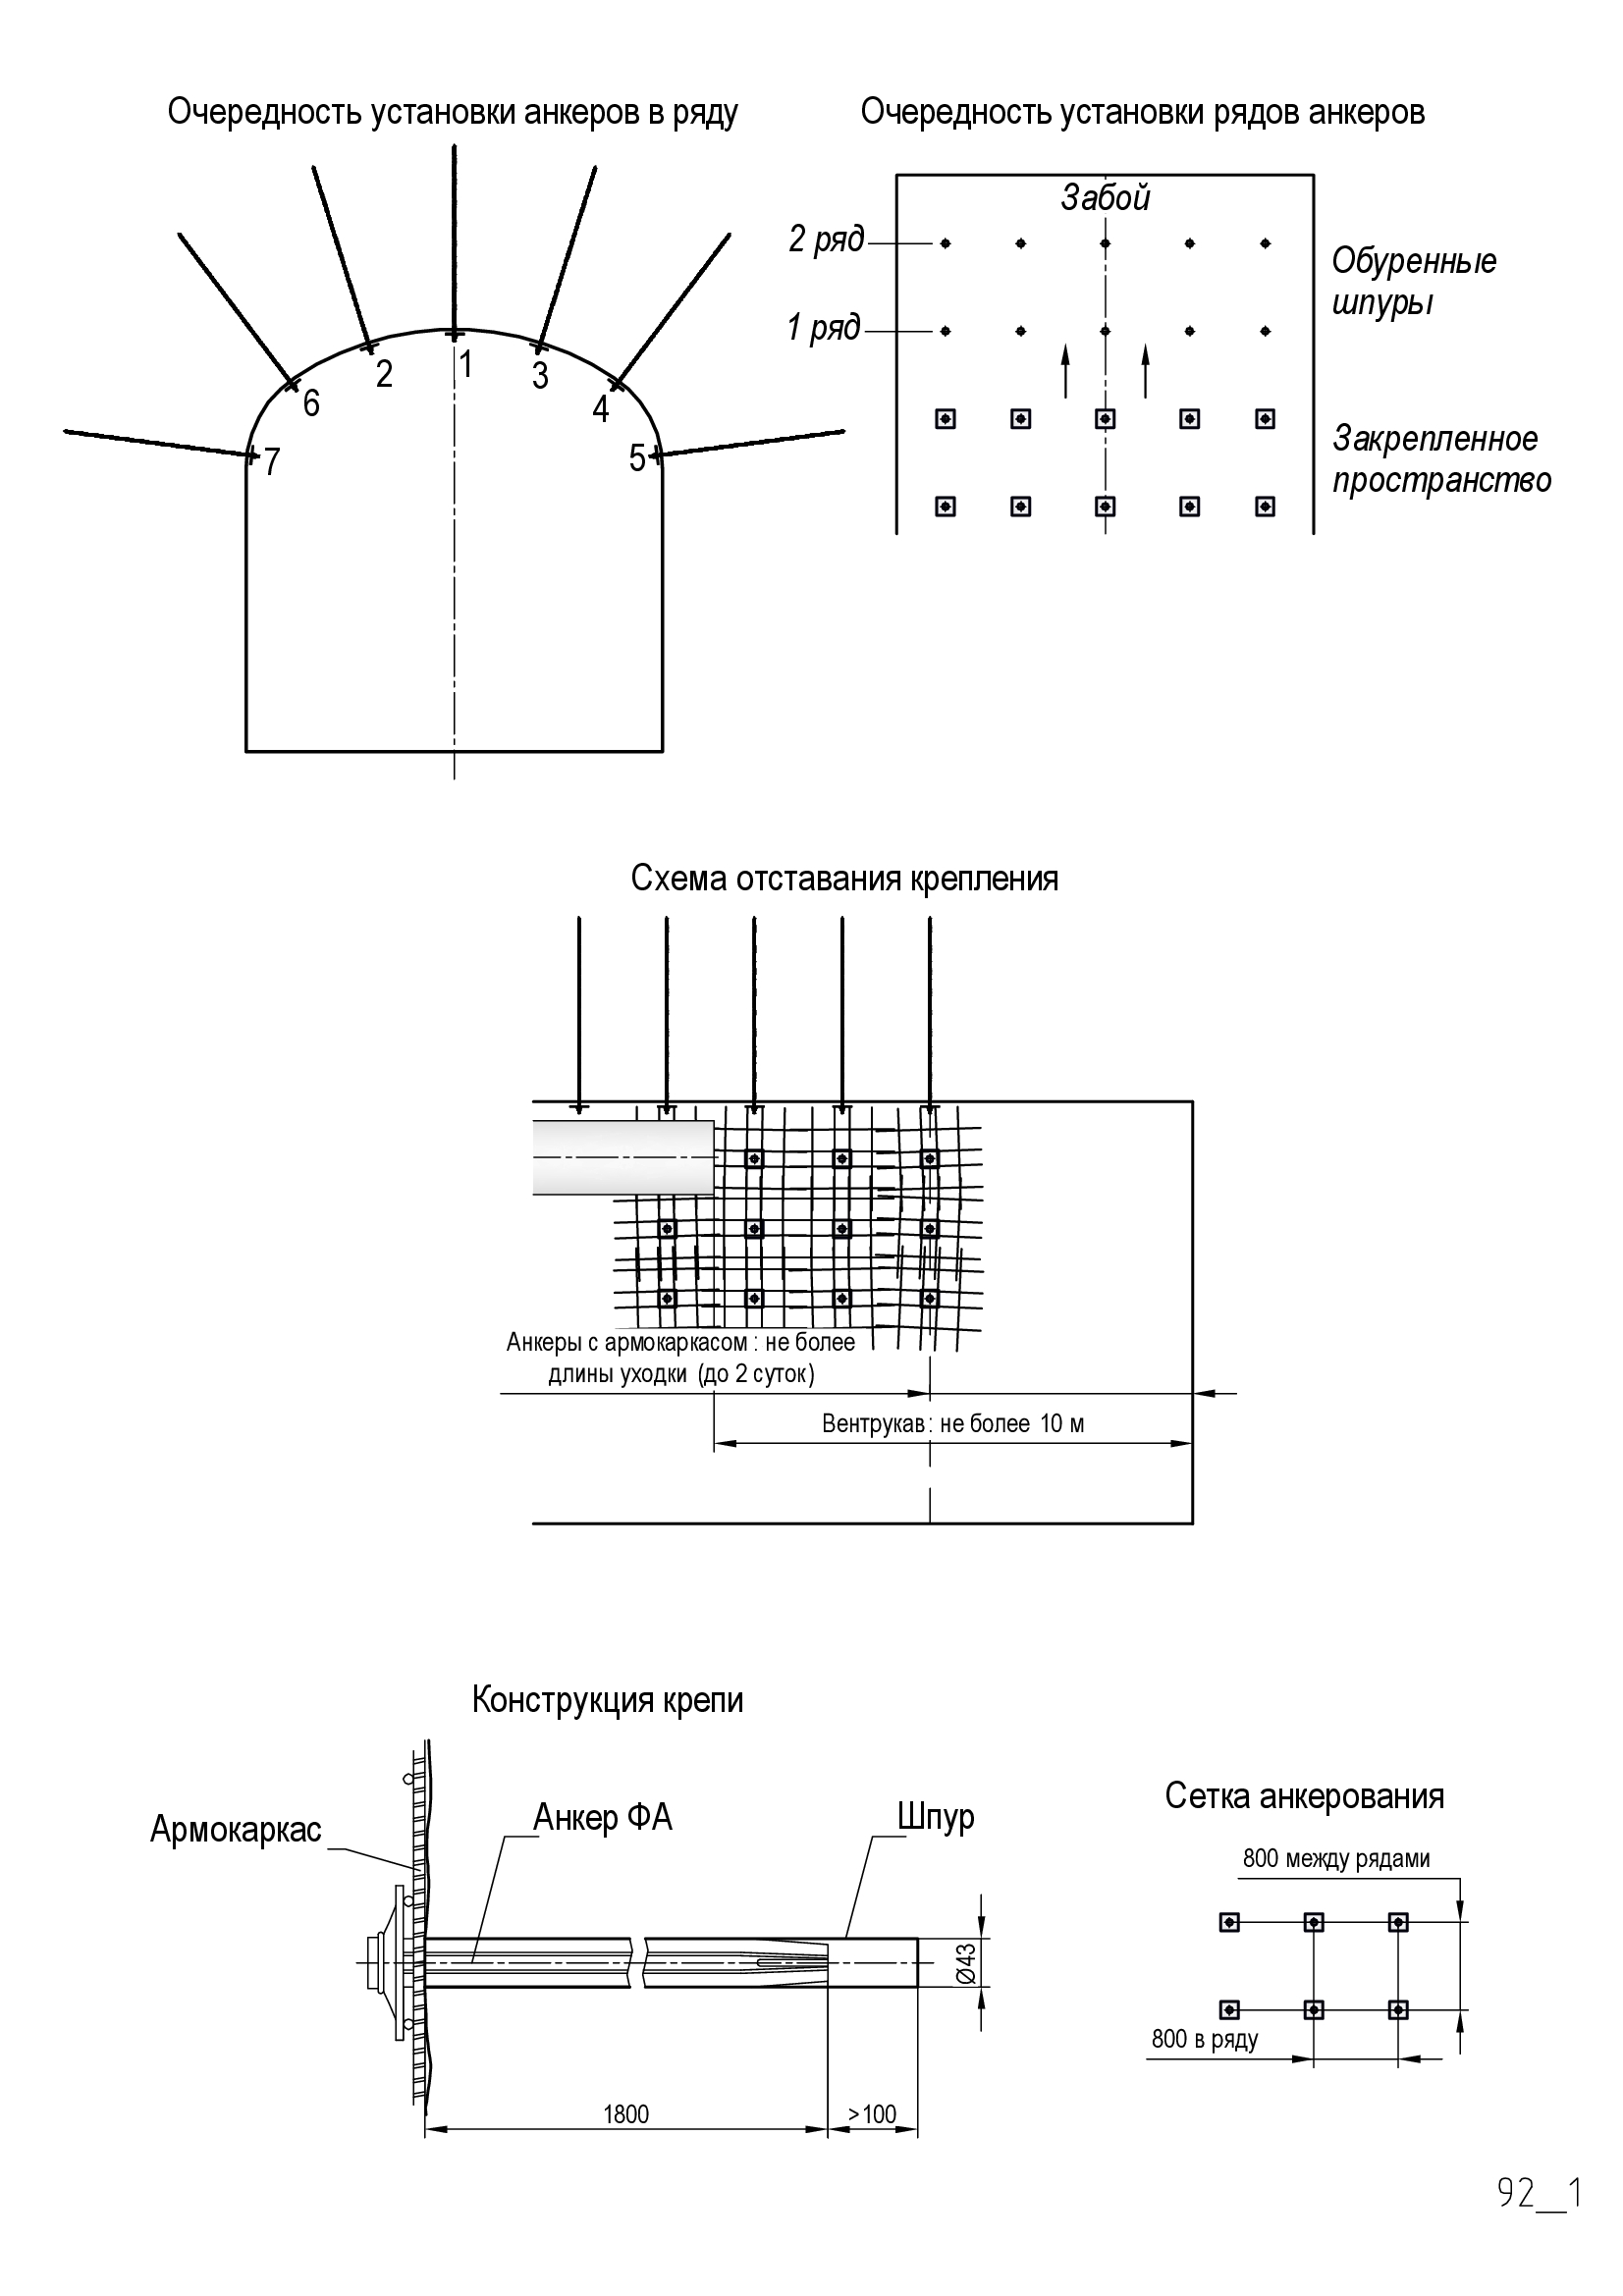 Очередность установки анкеров в ряду
Очередность установки рядов анкеров
1
2
3
4
5
6
7
Забой
2 ряд
1 ряд
Обуренные
шпуры
Закрепленное
пространство
Схема отставания крепления
Анкеры с армокаркасом : не более
длины уходки (до 2 суток)
Вентрукав : не более 10 м
Конструкция крепи
Армокаркас
Анкер ФА
Шпур
Ø43
1800
>100
Сетка анкерования
800 между рядами
800 в ряду
92_1